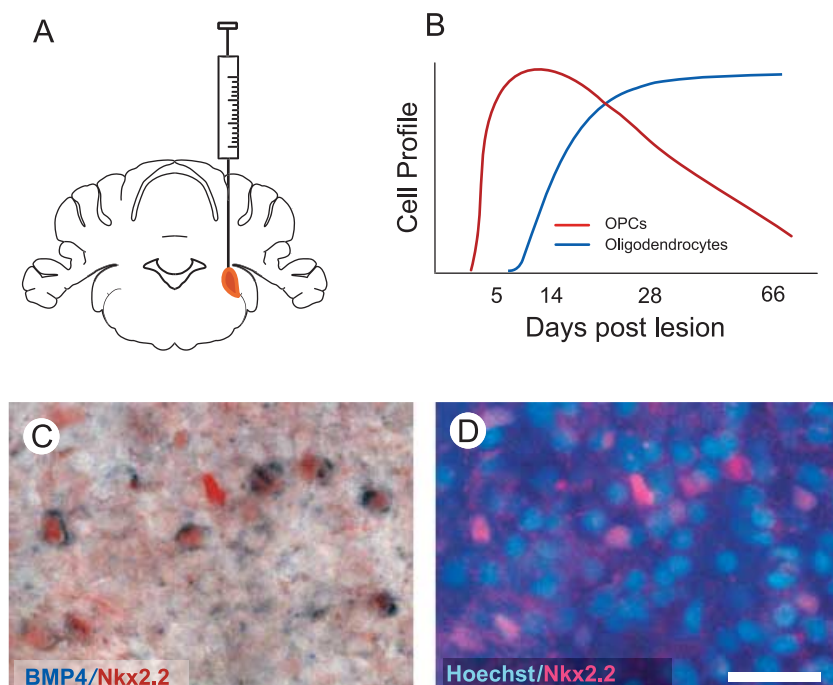 A
B
Cell Profile
OPCs
Oligodendrocytes
5 14 28 66
Days post lesion
C
D
BMP4/Nkx2.2
Hoechst/Nkx2.2